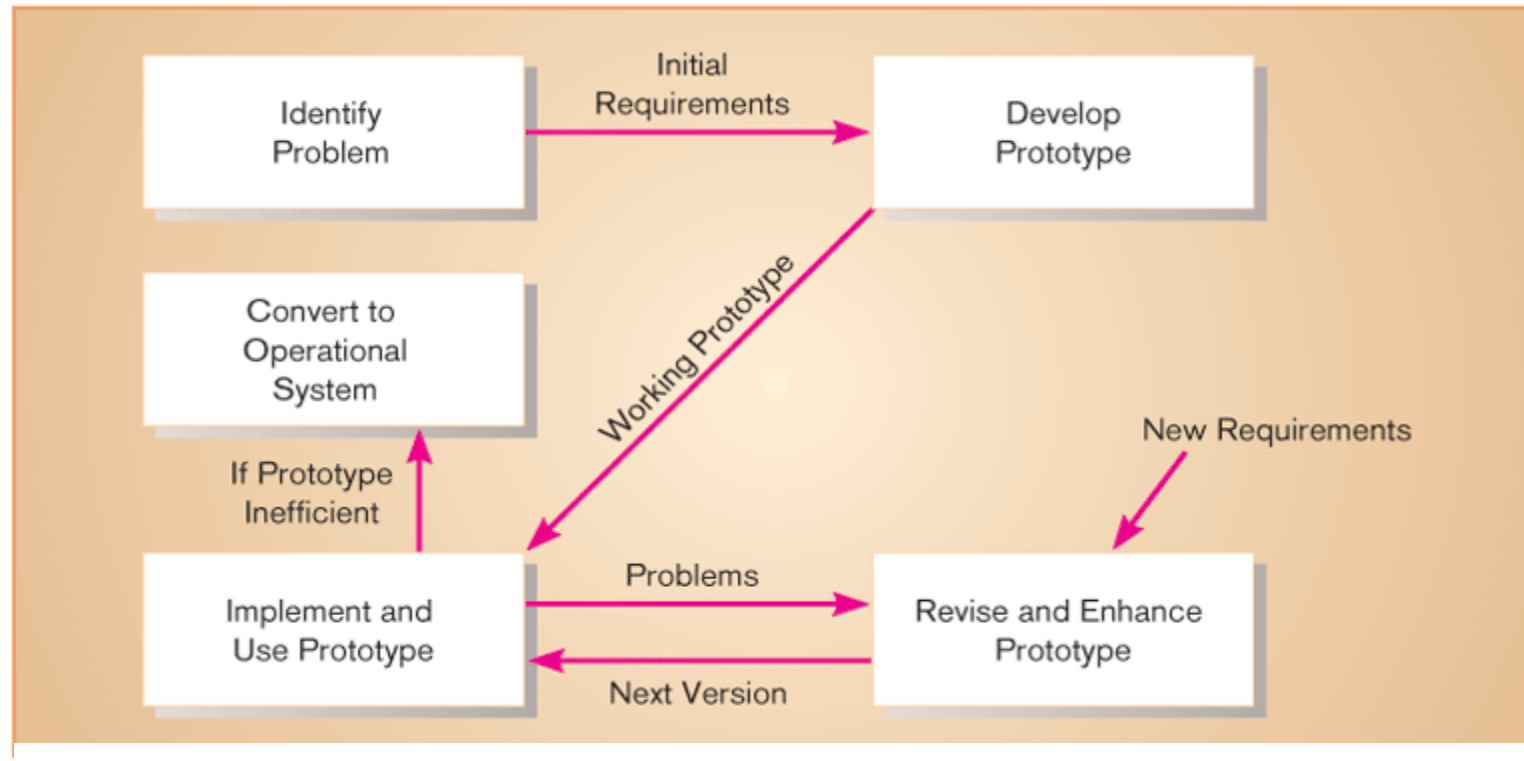 Identify
Problem
Initial
Requirements
Develop
Prototype
Working Prototype
Convert to
Operational
System
New Requirements
If Prototype
Inefficient
Implement and
Use Prototype
Problems
Next Version
Revise and Enhance
Prototype